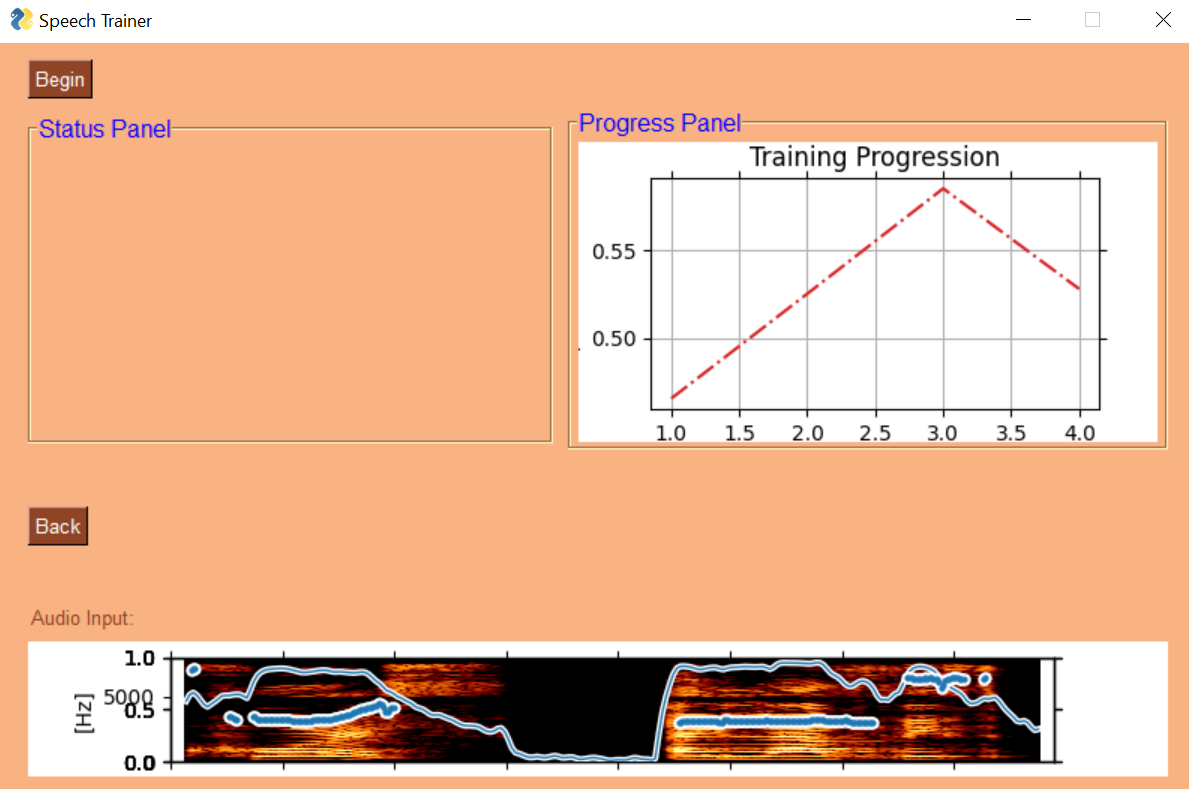 Speech Trainer
Begin
Status Panel
Progress Panel
Training Progression
0.55
0.50
1.0 1.5 2.0 2.5 3.0 3.5 4.0
Back
Audio Input:
1.0
[Hz]
5000
0.5
0.0